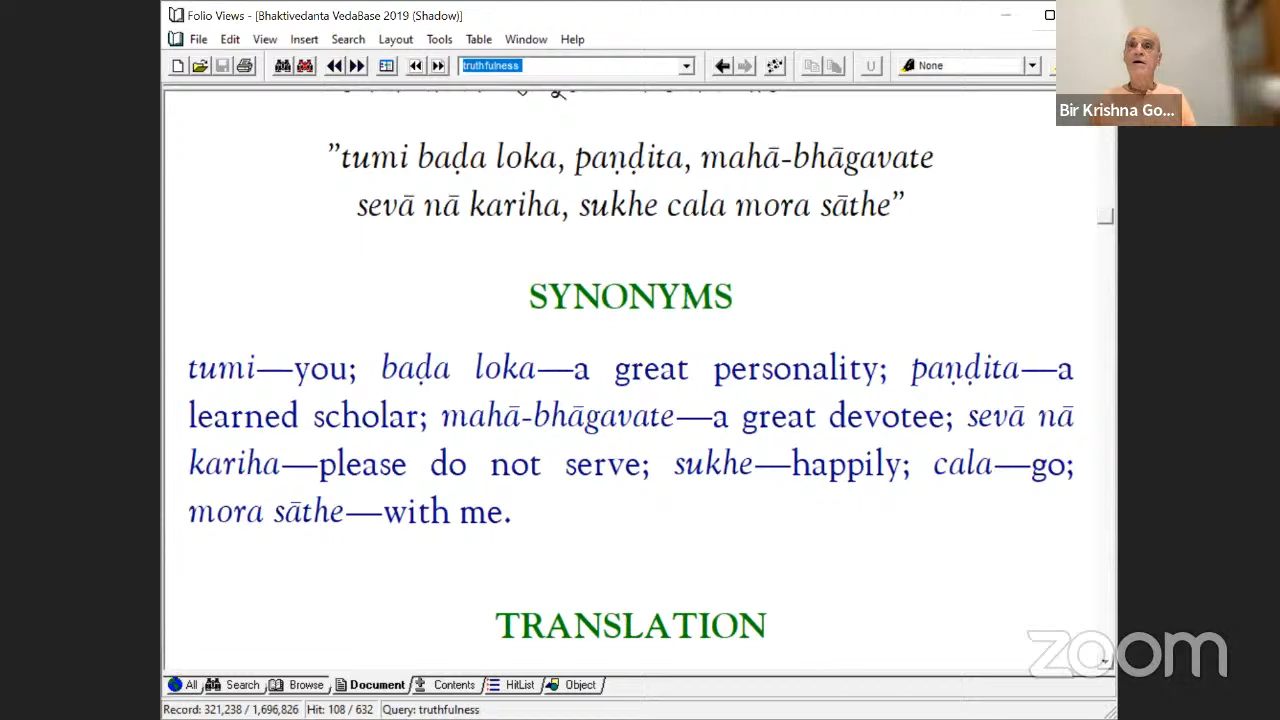 Folio Views - [Bhaktivedanta VedaBase 2019 (Shadow)]
File Edit View Insert Search Layout Tools Table Window Help
truthfulness
U
None
Bir Krishna Go...
”tumi baḍa loka, paṇḍita, mahā-bhāgavate
sevā nā kariha, sukhe cala mora sāthe”
SYNONYMS
tumi—you; baḍa loka—a great personality; paṇḍita—a
learned scholar; mahā-bhāgavate—a great devotee; sevā nā
kariha—please do not serve; sukhe—happily; cala—go;
mora sāthe—with me.
TRANSLATION
zoom
All Search Browse Document Contents HitList Object
Record: 321,238 / 1,696,826 Hit: 108 / 632 Query: truthfulness